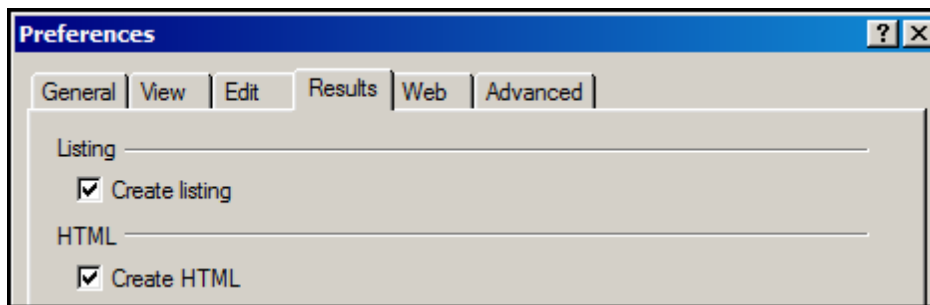 Preferences
General View Edit Results Web Advanced
Listing
Create listing
HTML
Create HTML